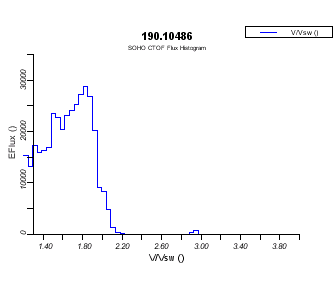 V/Vsw ()
190.10486
SOHO CTOF Flux Histogram
EFlux ()
30000
20000
10000
0
1.40 1.80 2.20 2.60 3.00 3.40 3.80
V/Vsw ()